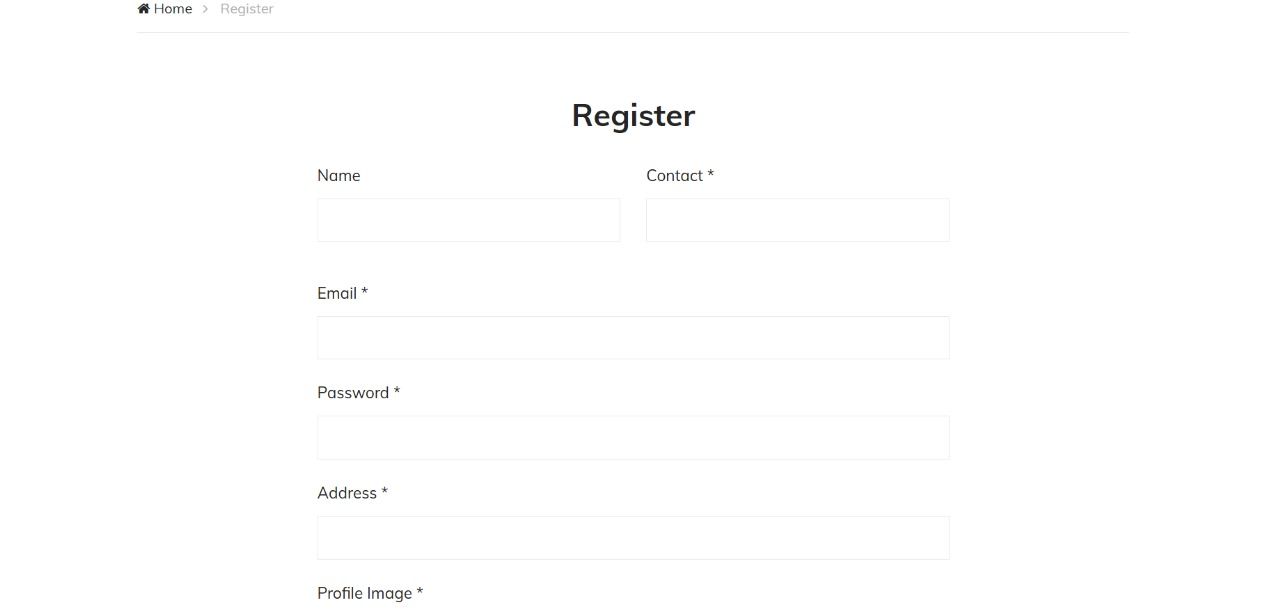 Home > Register
Register
Name Contact *
Email *
Password *
Address *
Profile Image *